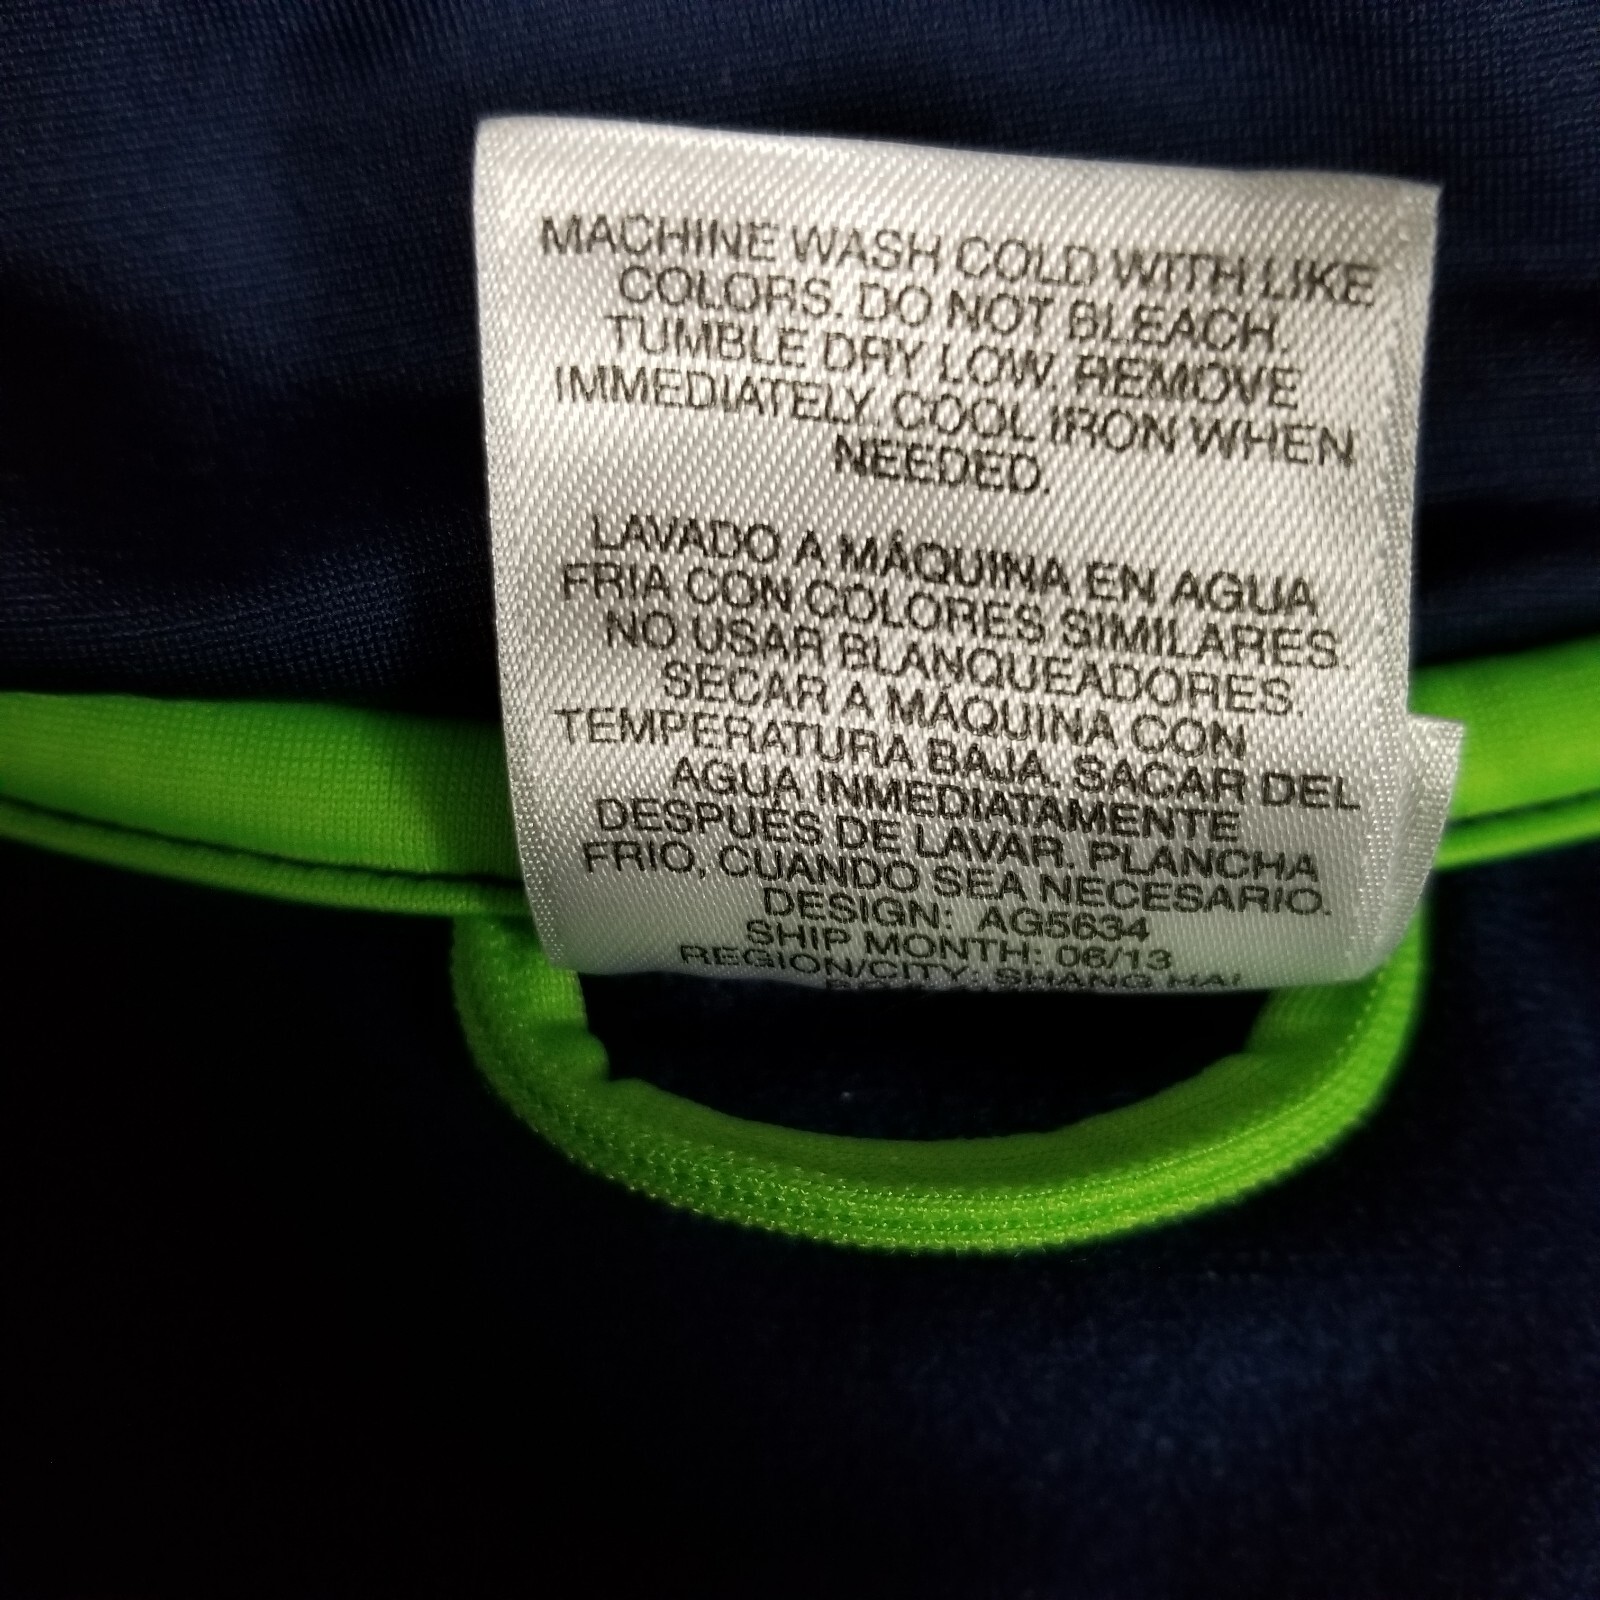 MACHINE WASH COLD WITH LIKE
COLORS. DO NOT BLEACH.
TUMBLE DRY LOW. REMOVE
IMMEDIATELY. COOL IRON WHEN
NEEDED.
LAVADO A MÁQUINA EN AGUA
FRIA CON COLORES SIMILARES.
NO USAR BLANQUEADORES.
SECAR A MÁQUINA CON
TEMPERATURA BAJA. SACAR DEL
AGUA INMEDIATAMENTE
DESPUÉS DE LAVAR. PLANCHA
FRIO, CUANDO SEA NECESARIO.
DESIGN: AG5634
SHIP MONTH: 06/13
REGION/CITY: SHANG HAI